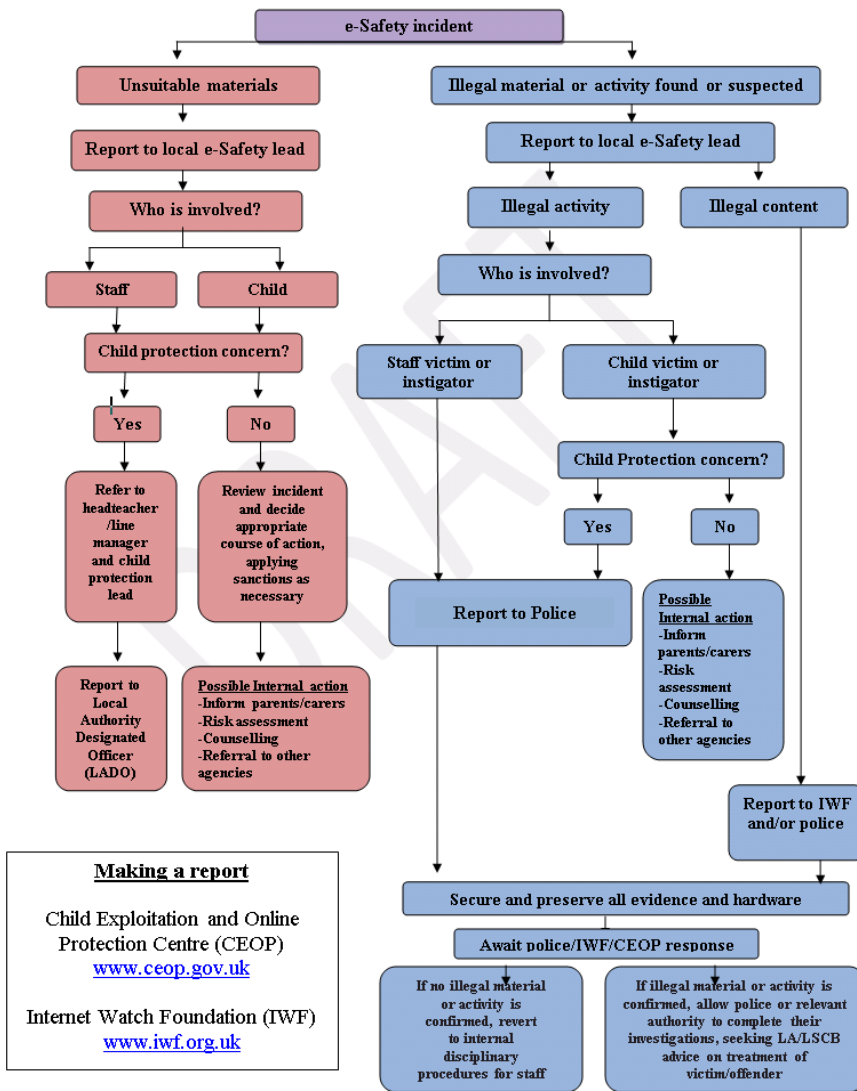 e-Safety incident
Unsuitable materials
Report to local e-Safety lead
Who is involved?
Staff
Child
Child protection concern?
Yes
No
Refer to
headteacher
/line
manager
and child
protection
lead
Review incident
and decide
appropriate
course of action,
applying
sanctions as
necessary
Report to
Local
Authority
Designated
Officer
(LADO)
Possible Internal action
-Inform parents/carers
-Risk assessment
-Counselling
-Referral to other
agencies
Illegal material or activity found or suspected
Report to local e-Safety lead
Illegal activity
Illegal content
Who is involved?
Staff victim or
instigator
Child victim or
instigator
Child Protection concern?
Yes
No
Report to Police
Possible
Internal action
-Inform
parents/carers
-Risk
assessment
-Counselling
-Referral to
other agencies
Report to IWF
and/or police
Secure and preserve all evidence and hardware
Await police/IWF/CEOP response
If no illegal material
or activity is
confirmed, revert
to internal
disciplinary
procedures for staff
If illegal material or activity is
confirmed, allow police or relevant
authority to complete their
investigations, seeking LA/LSCB
advice on treatment of
victim/offender
Making a report
Child Exploitation and Online
Protection Centre (CEOP)
www.ceop.gov.uk
Internet Watch Foundation (IWF)
www.iwf.org.uk
DRAFT